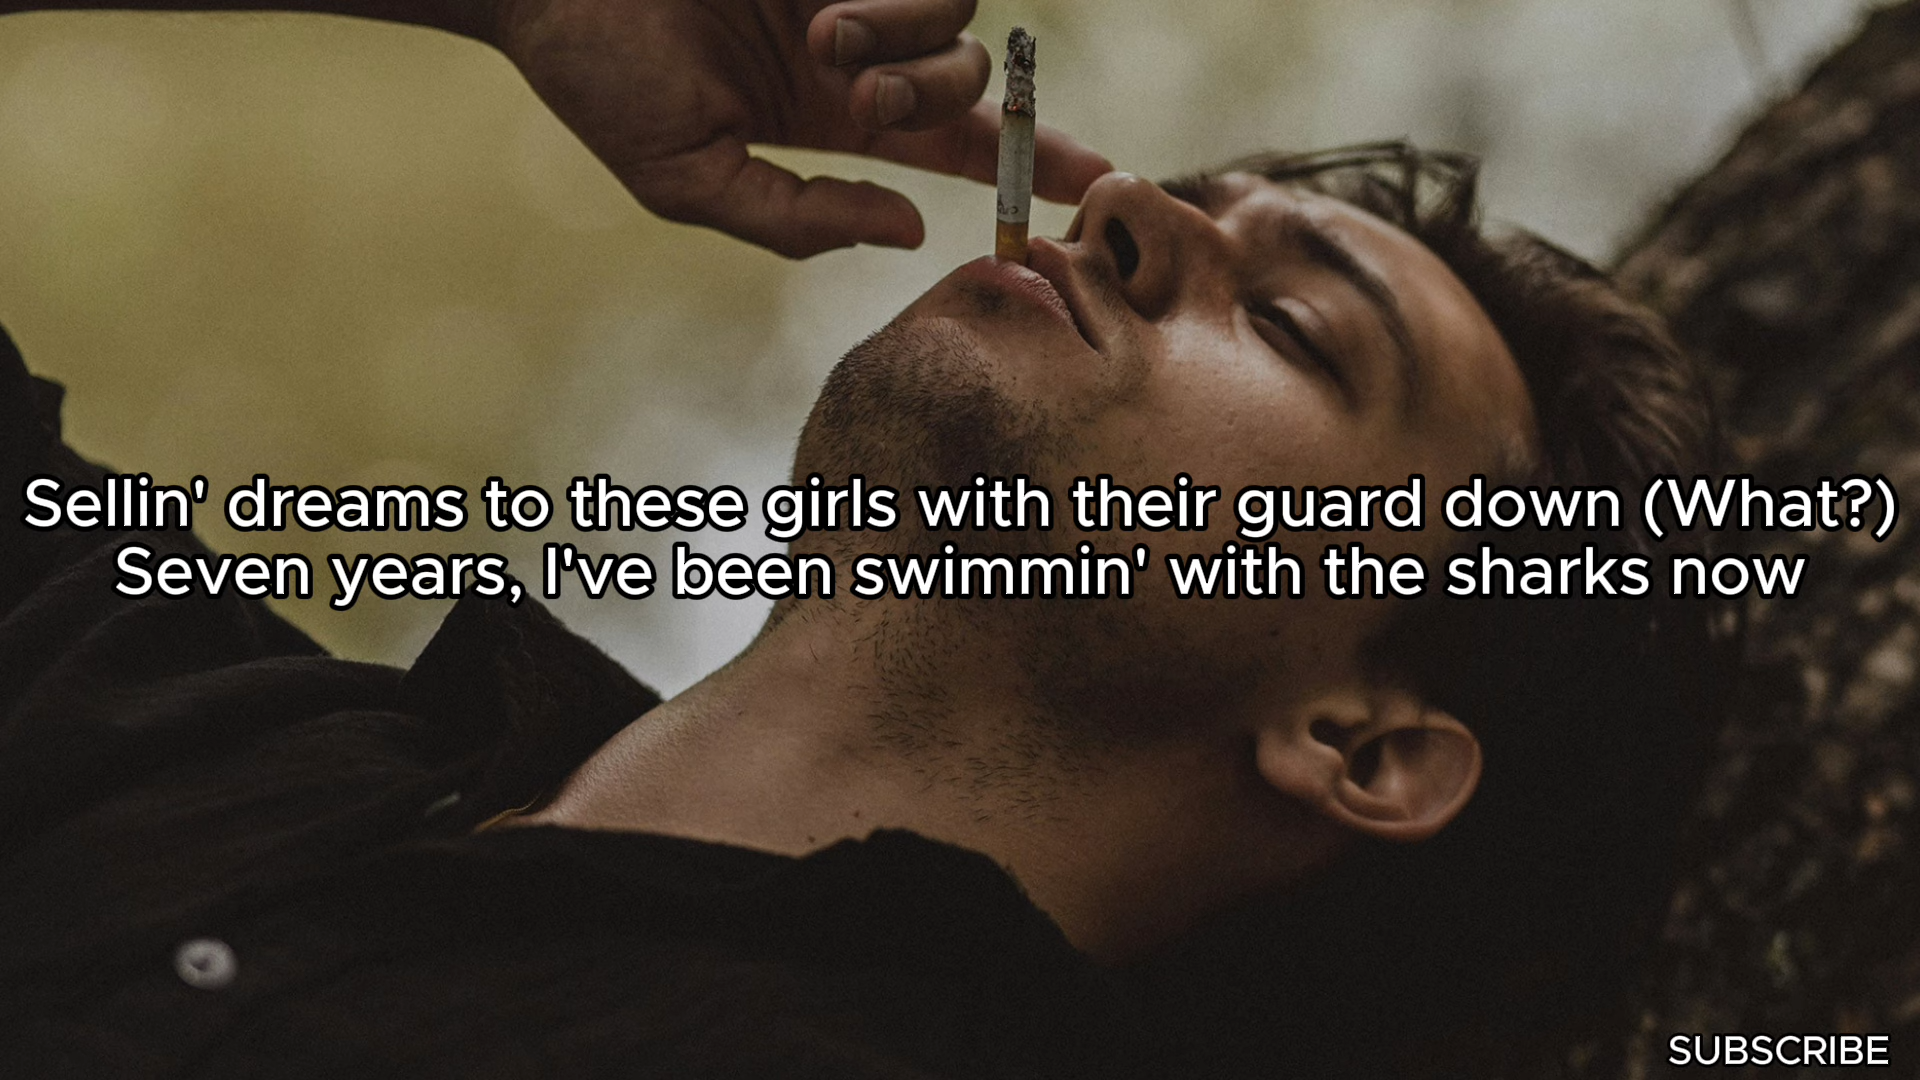 Sellin' dreams to these girls with their guard down (What?)
Seven years, I've been swimmin' with the sharks now
SUBSCRIBE